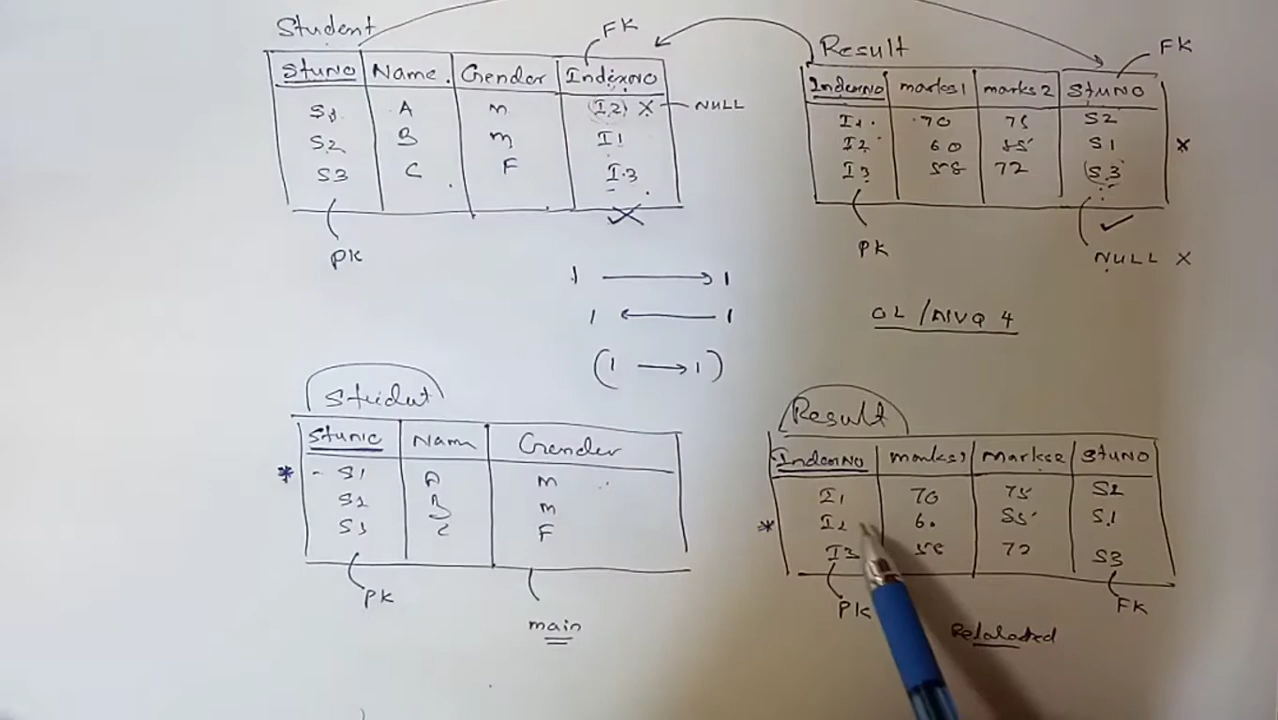 Student
FK
StuNO Name Gender IndexNO
S1 A M (I2) X NULL
S2 B M I1
S3 C F I3
X
PK
Result
FK
IndexNO marks1 marks2 StuNO
I1 70 75 S2
I2 60 55 S1 *
I3 58 72 (S3)
✓
PK
NULL X
1 → 1
1 ← 1
(1 → 1)
OL /NVQ 4
Student
StuNo Name Gender
* S1 A M
S2 B M
S3 C F
PK
main
Result
IndexNO marks1 Marks2 StuNO
I1 70 75 S2
* I2 60 55 S1
I3 58 72 S3
PK
FK